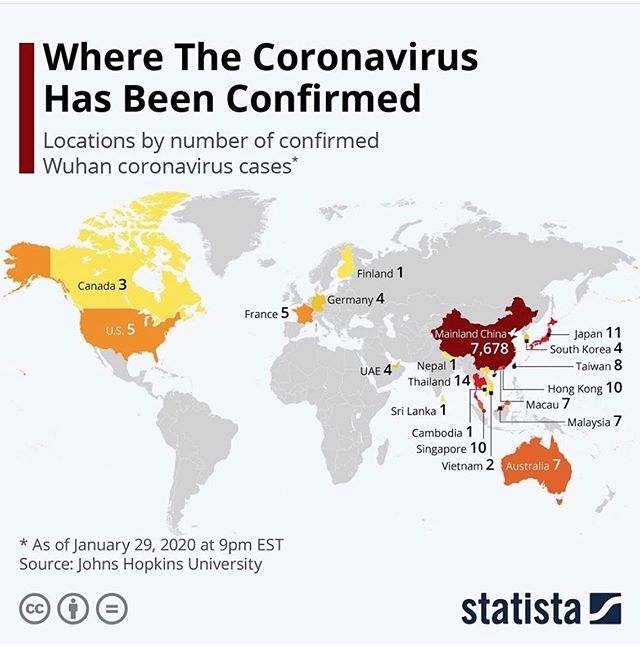 Where The Coronavirus
Has Been Confirmed
Locations by number of confirmed
Wuhan coronavirus cases*
Canada 3
U.S. 5
Finland 1
Germany 4
France 5
UAE 4
Mainland China
7,678
Japan 11
South Korea 4
Nepal 1
Taiwan 8
Thailand 14
Hong Kong 10
Macau 7
Sri Lanka 1
Malaysia 7
Cambodia 1
Singapore 10
Vietnam 2
Australia 7
* As of January 29, 2020 at 9pm EST
Source: Johns Hopkins University
cc
statista